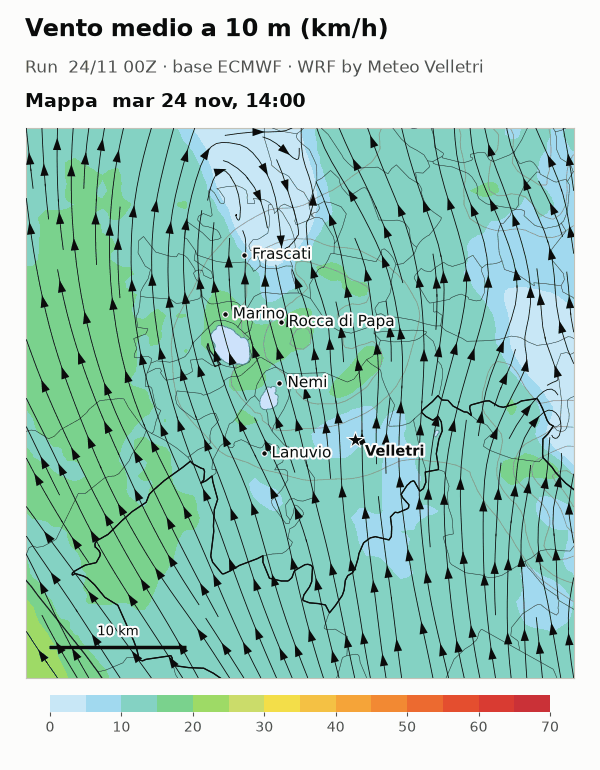 Vento medio a 10 m (km/h)
Run  24/11 00Z · base ECMWF · WRF by Meteo Velletri
Mappa  mar 24 nov, 14:00
Frascati
Marino
Rocca di Papa
Nemi
Velletri
Lanuvio
10 km
0 10 20 30 40 50 60 70